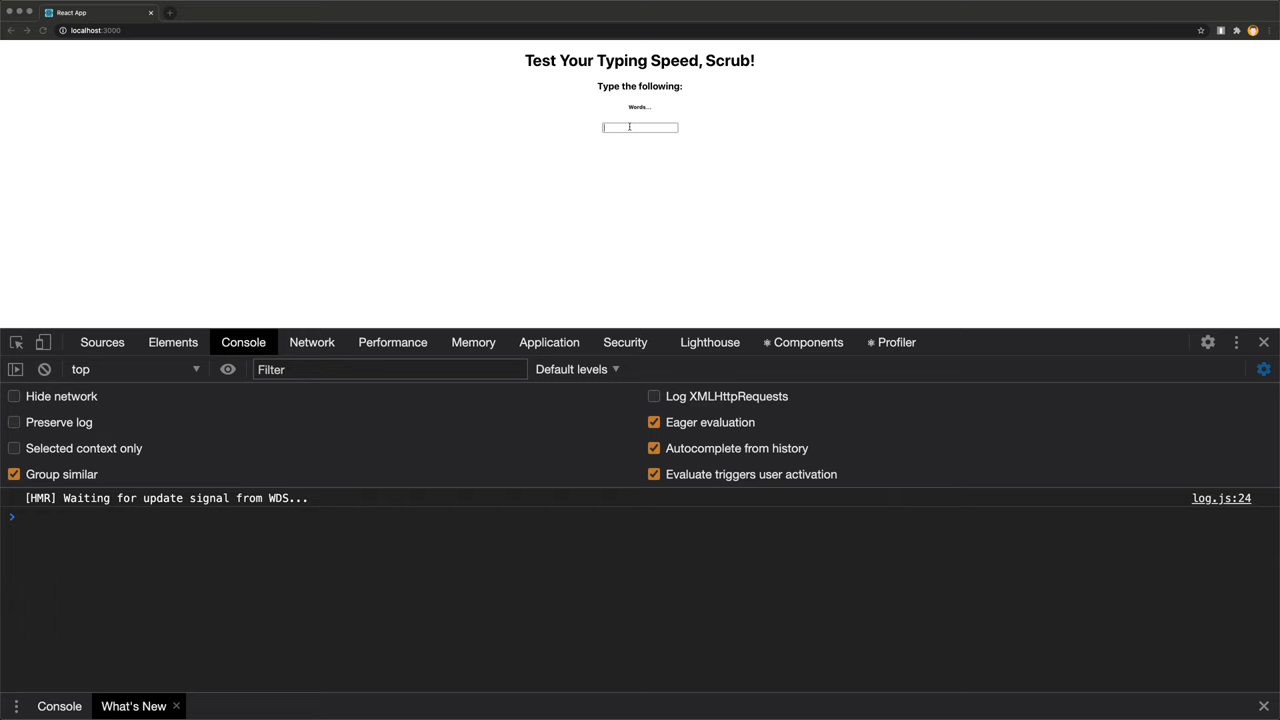 React App
localhost:3000
Test Your Typing Speed, Scrub!
Type the following:
Words...
Sources Elements Console Network Performance Memory Application Security Lighthouse Components Profiler
top Filter Default levels
Hide network Log XMLHttpRequests
Preserve log Eager evaluation
Selected context only Autocomplete from history
Group similar Evaluate triggers user activation
[HMR] Waiting for update signal from WDS... log.js:24
Console What's New